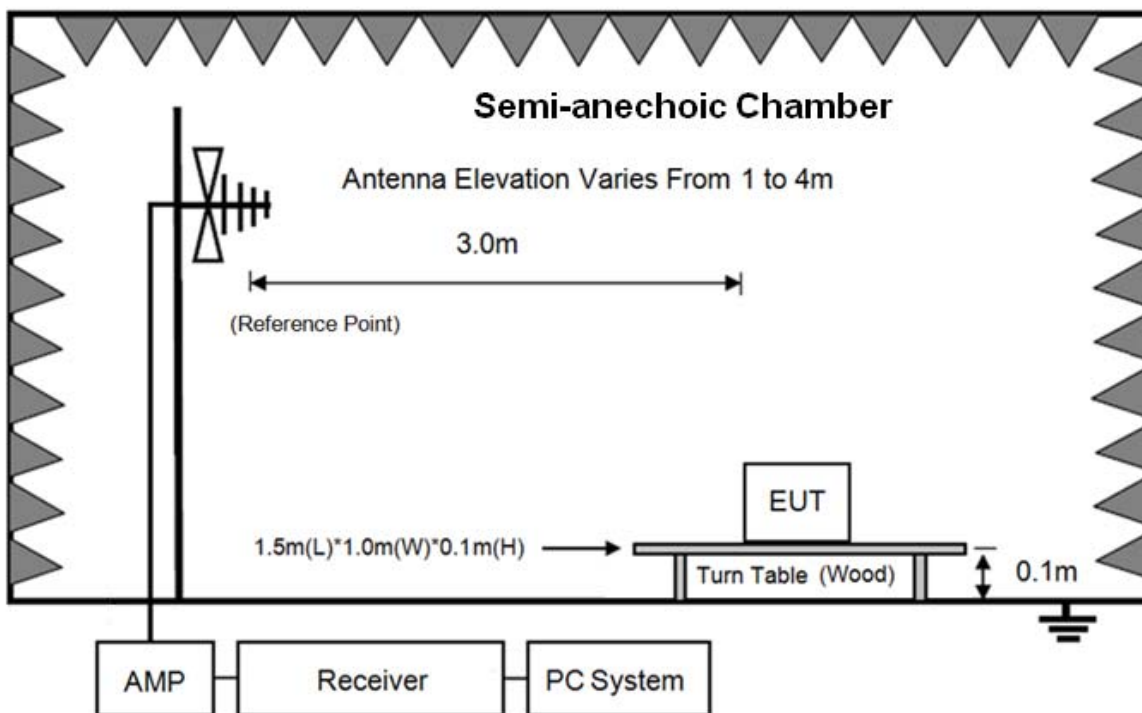 Semi-anechoic Chamber
Antenna Elevation Varies From 1 to 4m
3.0m
(Reference Point)
EUT
1.5m(L)*1.0m(W)*0.1m(H)
Turn Table (Wood)
0.1m
AMP
Receiver
PC System